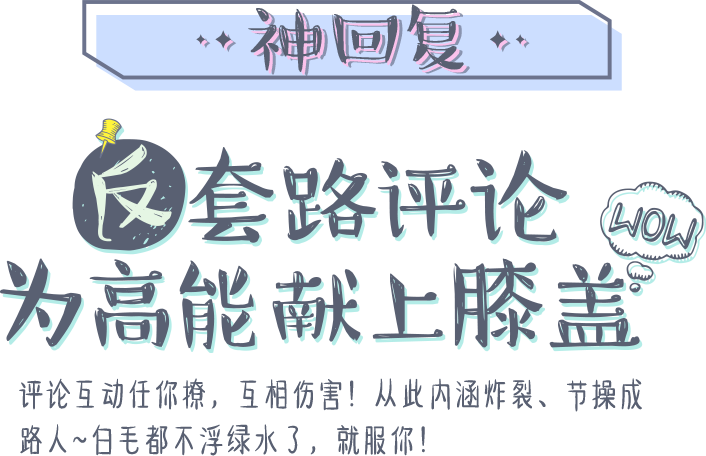 神回复
反套路评论
WOW
为高能献上膝盖
评论互动任你撩，互相伤害！从此内涵炸裂、节操成
路人~白毛都不浮绿水了，就服你！